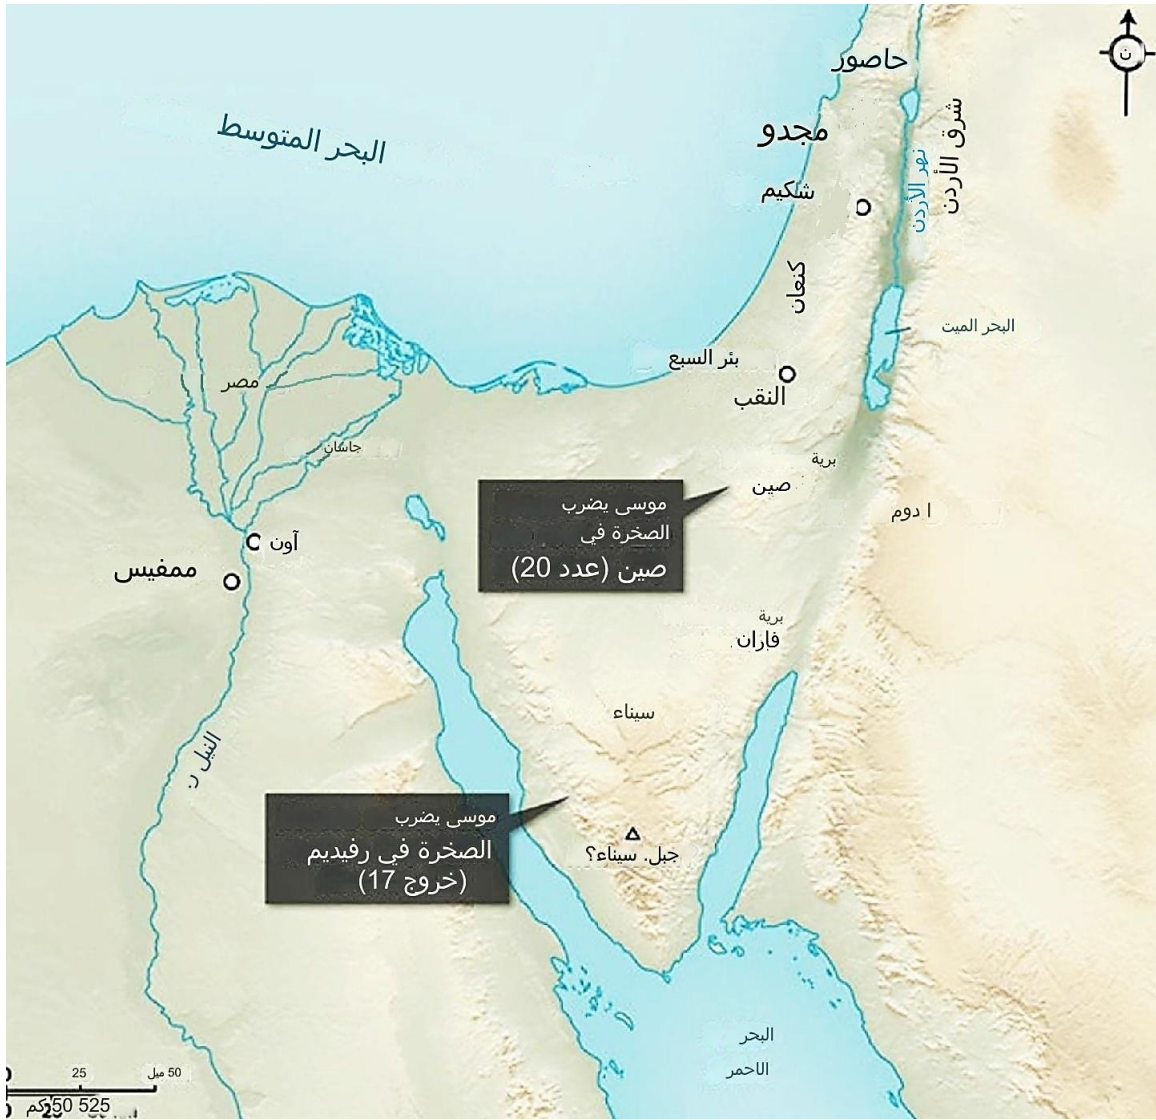 ن
حاصور
شرق الأردن
مجدو
البحر المتوسط
نهر الأردن
شكيم
كنعان
البحر الميت
بئر السبع
النقب
مصر
جاسان
برية
صين
موسى يضرب
الصخرة في
صين (عدد 20)
ا دوم
آون
ممفيس
برية
فاران
سيناء
النيل ن.
موسى يضرب
الصخرة في رفيديم
(خروج 17)
جبل. سيناء؟
البحر
الاحمر
25
50 ميل